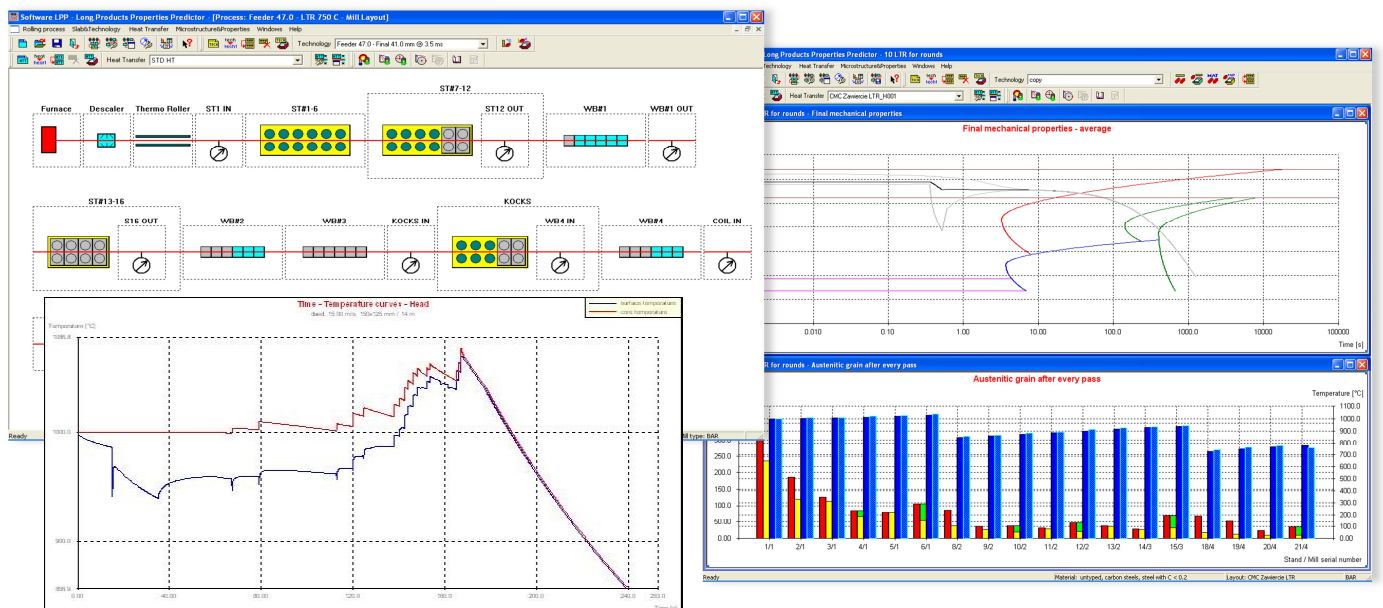 Software LPP - Long Products Properties Predictor - [Process: Feeder 47.0 - LTR 750 C - Mill Layout]
Rolling process Slab&Technology Heat Transfer Microstructure&Properties Windows Help
Technology Feeder 47.0 - Final 41.0 mm @ 3.5 ms
Heat Transfer STD HT
ST#7-12
Furnace Descaler Thermo Roller ST1 IN ST#1-6 ST12 OUT WB#1 WB#1 OUT
ST#13-16 KOCKS
S16 OUT WB#2 WB#3 KOCKS IN WB4 IN WB#4 COIL IN
Ready
Mill type: BAR
Time - Temperature curves - Head
15.00 m/s, 150x125 mm / 14 m
surface temperature
core temperature
Temperature [°C]
1000.0
900.0
0.00 40.00 80.00 120.0 200.0 240.0
Long Products Properties Predictor - 10 LTR for rounds
Technology Heat Transfer Microstructure&Properties Windows Help
Technology copy
Heat Transfer CMC Zawiercie LTR_H001
R for rounds - Final mechanical properties
Final mechanical properties - average
0.010 0.10 1.00 10.00 100.0 1000.0 10000 100000
Time [s]
R for rounds - Austenitic grain after every pass
Austenitic grain after every pass
Temperature [°C]
1100.0
1000.0
900.0
800.0
700.0
600.0
500.0
400.0
300.0
200.0
100.0
0.00
300.0
250.0
200.0
150.0
100.0
50.00
0.00
1/1 2/1 3/1 4/1 5/1 6/1 8/2 9/2 10/2 11/2 12/2 13/2 14/3 15/3 18/4 19/4 20/4 21/4
Stand / Mill serial number
Ready Material: untyped, carbon steels, steel with C < 0.2 Layout: CMC Zawiercie LTR BAR